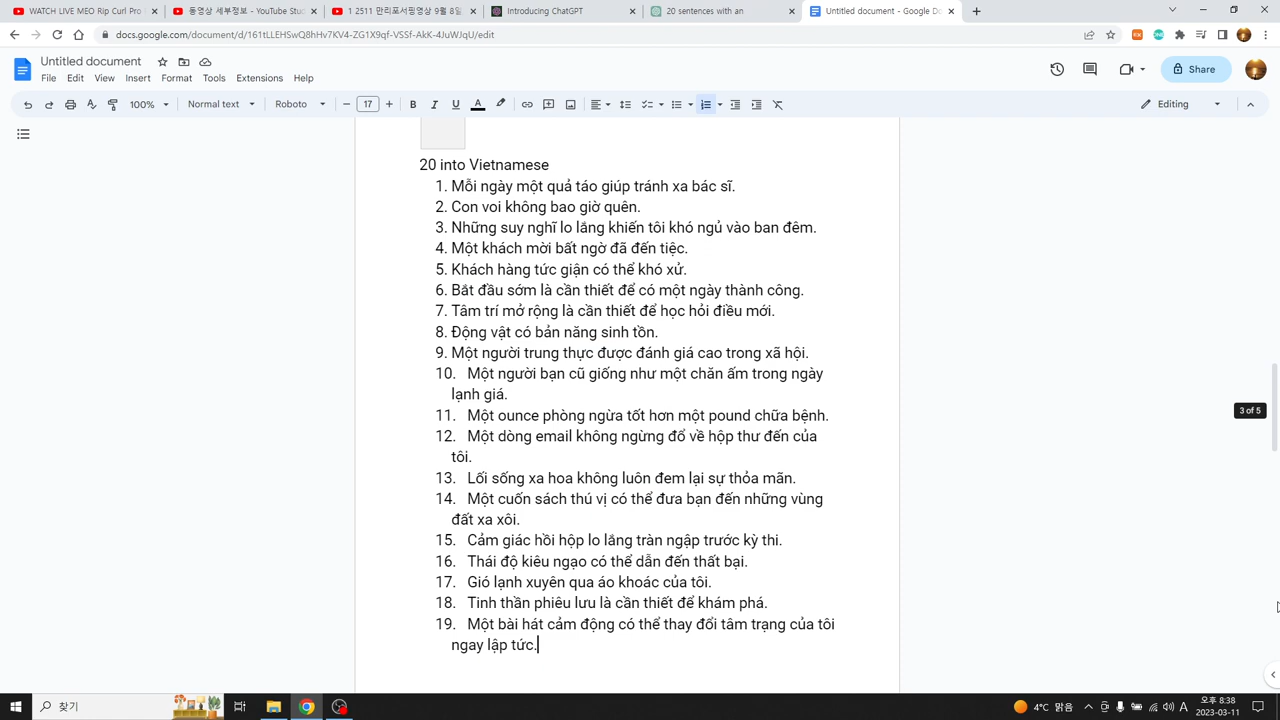 WATCH LIVE MEO Rip Curl Pro
동영상 세부정보 - YouTube Stu
1 2511 만리포서핑영상 9월 8일
Introducing ChatGPT
20 sentences with an
Untitled document - Google Do
docs.google.com/document/d/161tLLEHSwQ8hHv7KV4-ZG1X9qf-VSSf-AkK-4JuWJqU/edit
Untitled document
File Edit View Insert Format Tools Extensions Help
Share
100% Normal text Roboto 17 B I U A Editing
20 into Vietnamese
1. Mỗi ngày một quả táo giúp tránh xa bác sĩ.
2. Con voi không bao giờ quên.
3. Những suy nghĩ lo lắng khiến tôi khó ngủ vào ban đêm.
4. Một khách mời bất ngờ đã đến tiệc.
5. Khách hàng tức giận có thể khó xử.
6. Bắt đầu sớm là cần thiết để có một ngày thành công.
7. Tâm trí mở rộng là cần thiết để học hỏi điều mới.
8. Động vật có bản năng sinh tồn.
9. Một người trung thực được đánh giá cao trong xã hội.
10. Một người bạn cũ giống như một chăn ấm trong ngày
lạnh giá.
11. Một ounce phòng ngừa tốt hơn một pound chữa bệnh.
12. Một dòng email không ngừng đổ về hộp thư đến của
tôi.
13. Lối sống xa hoa không luôn đem lại sự thỏa mãn.
14. Một cuốn sách thú vị có thể đưa bạn đến những vùng
đất xa xôi.
15. Cảm giác hồi hộp lo lắng tràn ngập trước kỳ thi.
16. Thái độ kiêu ngạo có thể dẫn đến thất bại.
17. Gió lạnh xuyên qua áo khoác của tôi.
18. Tinh thần phiêu lưu là cần thiết để khám phá.
19. Một bài hát cảm động có thể thay đổi tâm trạng của tôi
ngay lập tức.
3 of 5
찾기
4°C 맑음
A
오후 8:38
2023-03-11